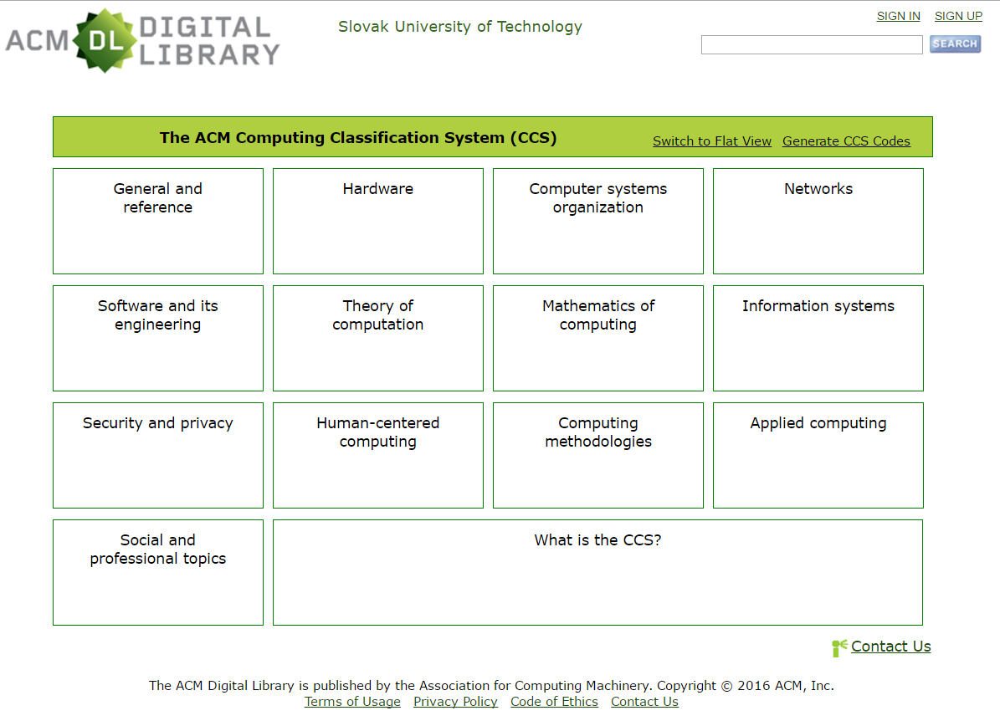 ACM DL DIGITAL LIBRARY
Slovak University of Technology
SIGN IN SIGN UP
SEARCH
The ACM Computing Classification System (CCS)
Switch to Flat View Generate CCS Codes
General and
reference
Hardware
Computer systems
organization
Networks
Software and its
engineering
Theory of
computation
Mathematics of
computing
Information systems
Security and privacy
Human-centered
computing
Computing
methodologies
Applied computing
Social and
professional topics
What is the CCS?
Contact Us
The ACM Digital Library is published by the Association for Computing Machinery. Copyright © 2016 ACM, Inc.
Terms of Usage Privacy Policy Code of Ethics Contact Us